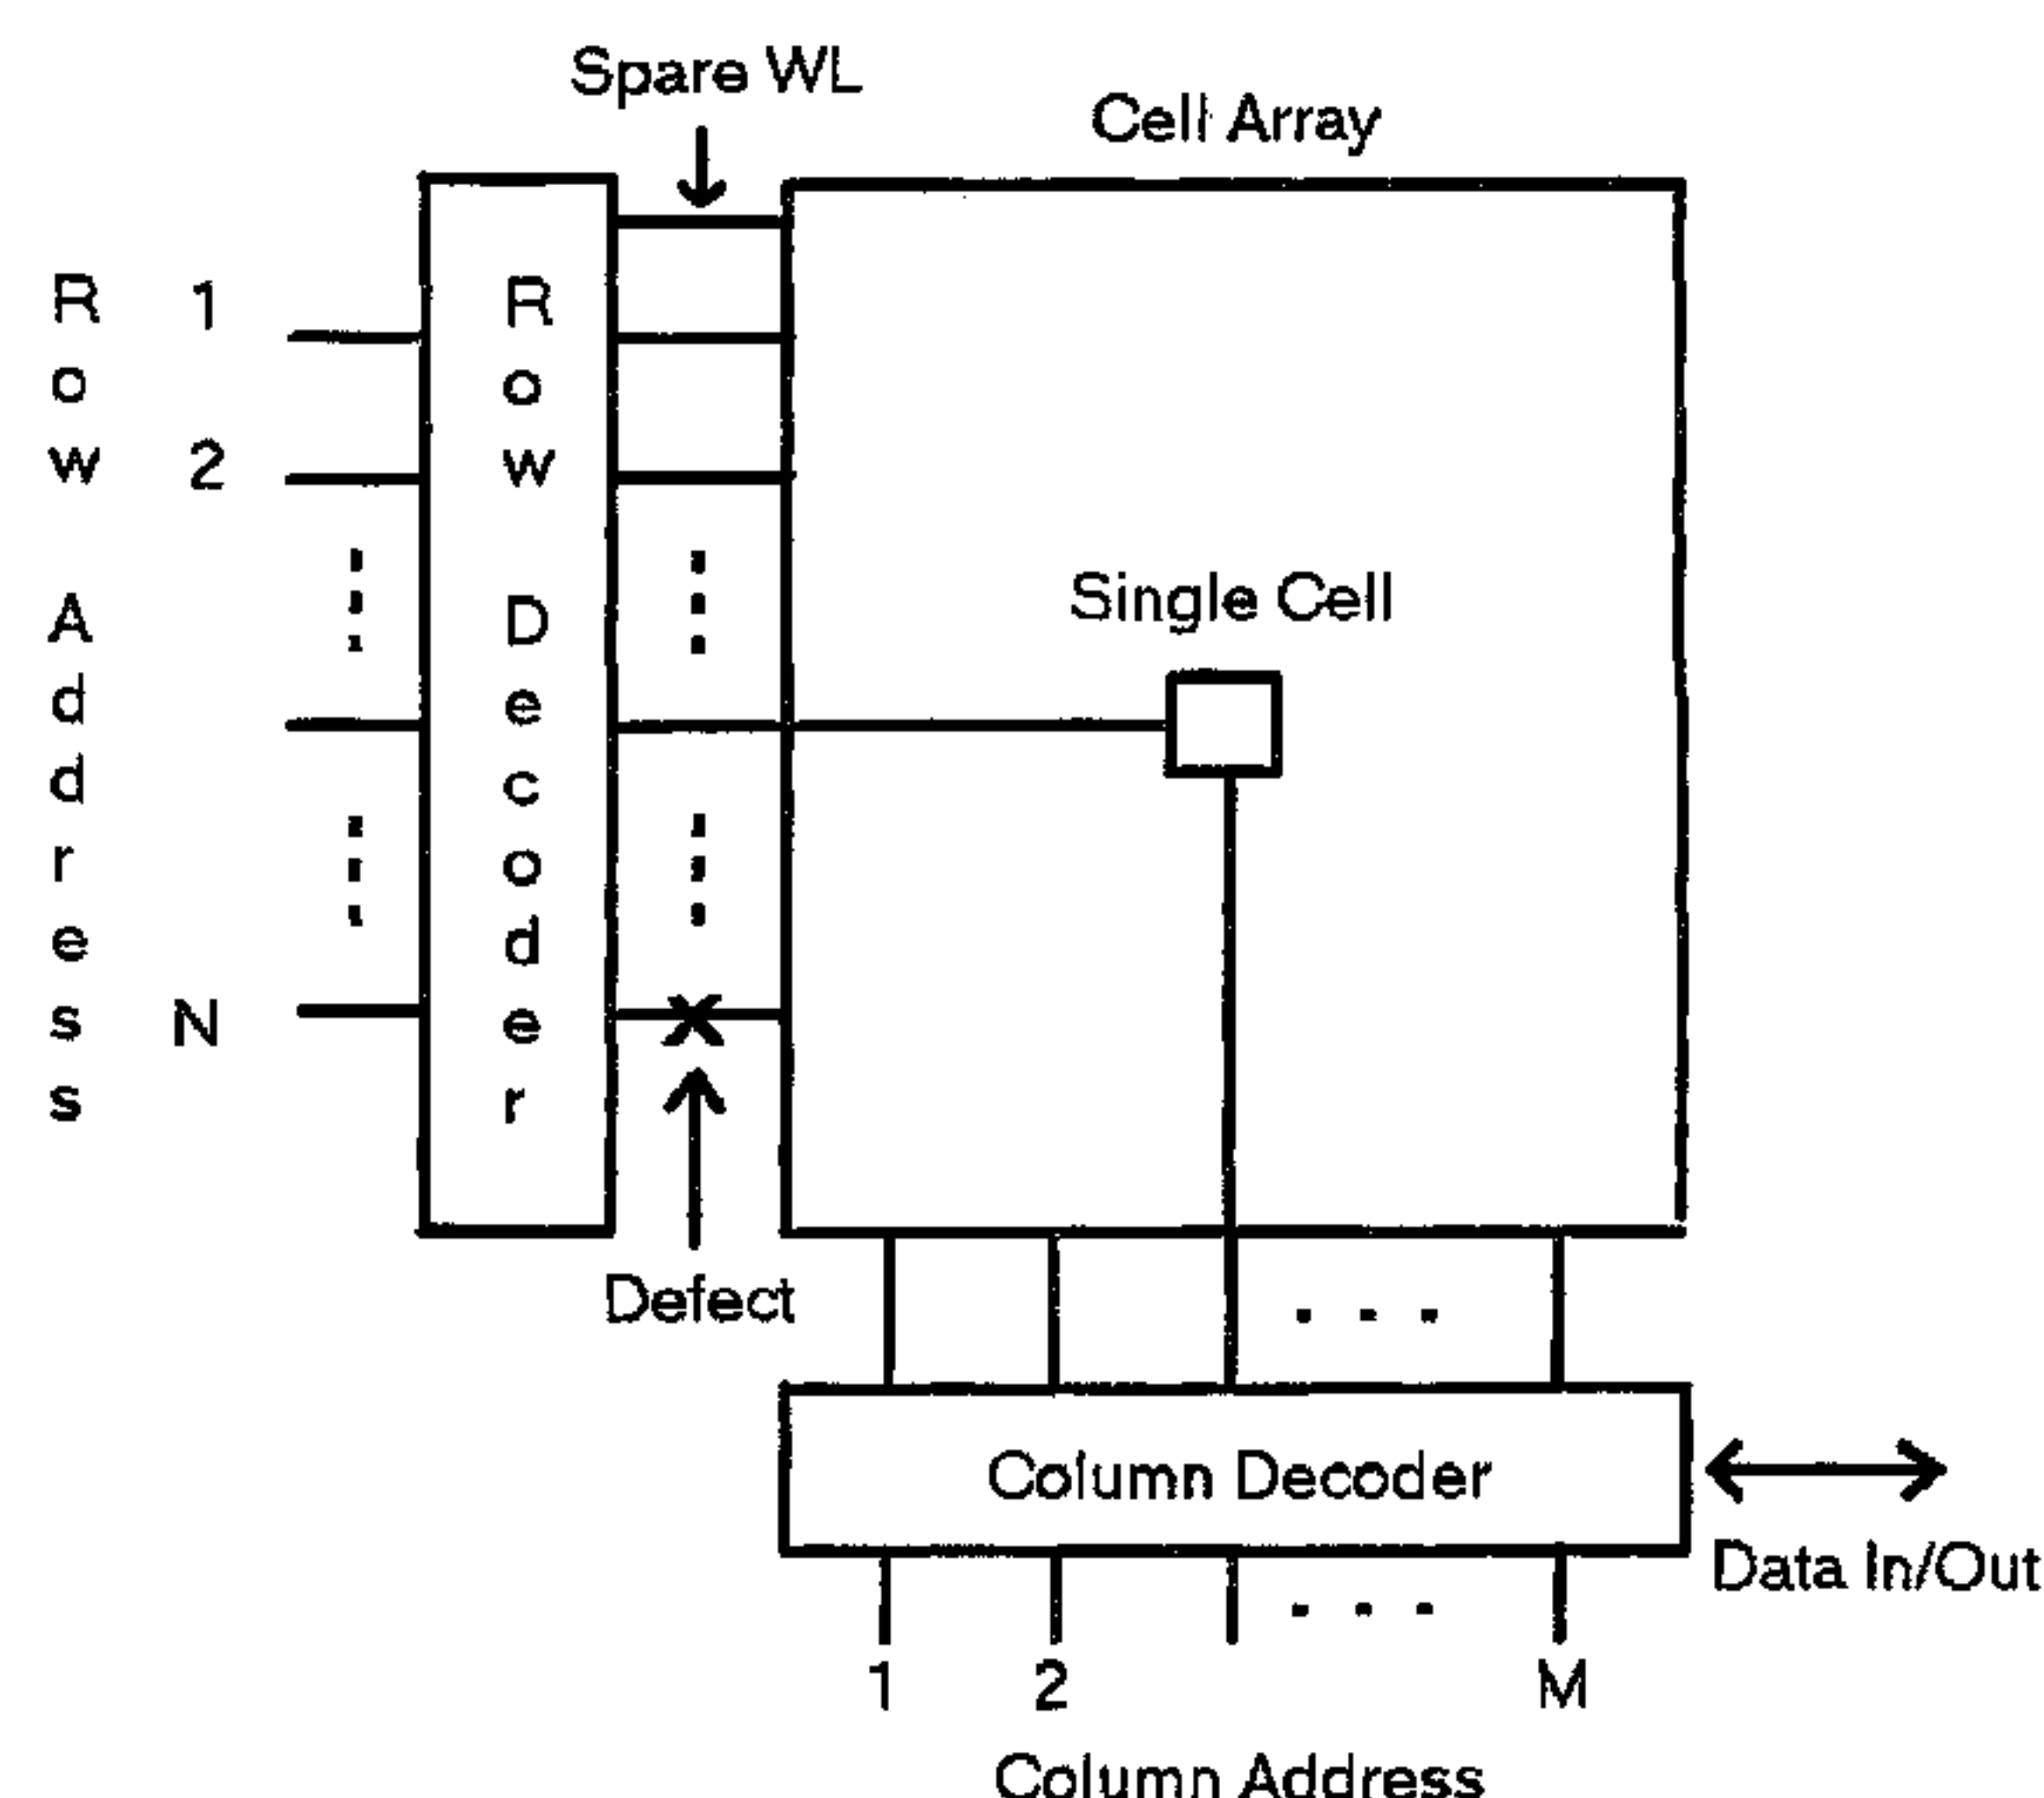 Spare WL
Cell Array
Row Address
1
2
N
Row Decoder
Single Cell
Defect
Column Decoder
Data In/Out
1 2 M
Column Address